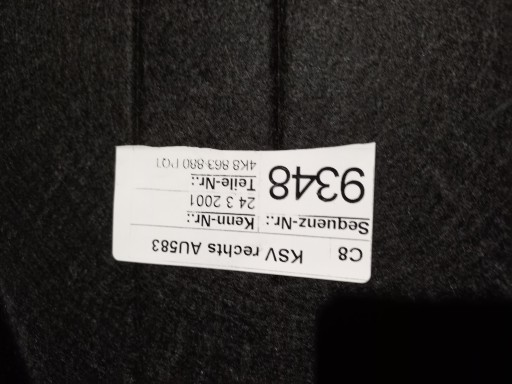 C8 KSV rechts AU583
Sequenz-Nr.: Kenn-Nr.:
9348 24 3 2001
Teile-Nr.:
4K8 863 880